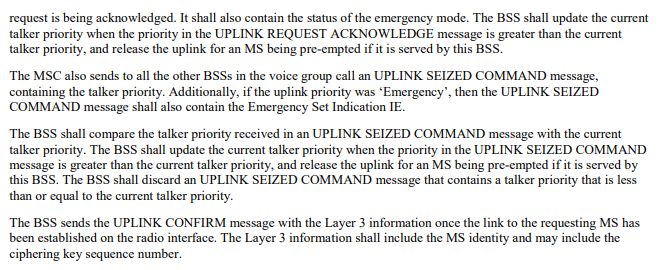 request is being acknowledged. It shall also contain the status of the emergency mode. The BSS shall update the current
talker priority when the priority in the UPLINK REQUEST ACKNOWLEDGE message is greater than the current
talker priority, and release the uplink for an MS being pre-empted if it is served by this BSS.
The MSC also sends to all the other BSSs in the voice group call an UPLINK SEIZED COMMAND message,
containing the talker priority. Additionally, if the uplink priority was ‘Emergency’, then the UPLINK SEIZED
COMMAND message shall also contain the Emergency Set Indication IE.
The BSS shall compare the talker priority received in an UPLINK SEIZED COMMAND message with the current
talker priority. The BSS shall update the current talker priority when the priority in the UPLINK SEIZED COMMAND
message is greater than the current talker priority, and release the uplink for an MS being pre-empted if it is served by
this BSS. The BSS shall discard an UPLINK SEIZED COMMAND message that contains a talker priority that is less
than or equal to the current talker priority.
The BSS sends the UPLINK CONFIRM message with the Layer 3 information once the link to the requesting MS has
been established on the radio interface. The Layer 3 information shall include the MS identity and may include the
ciphering key sequence number.